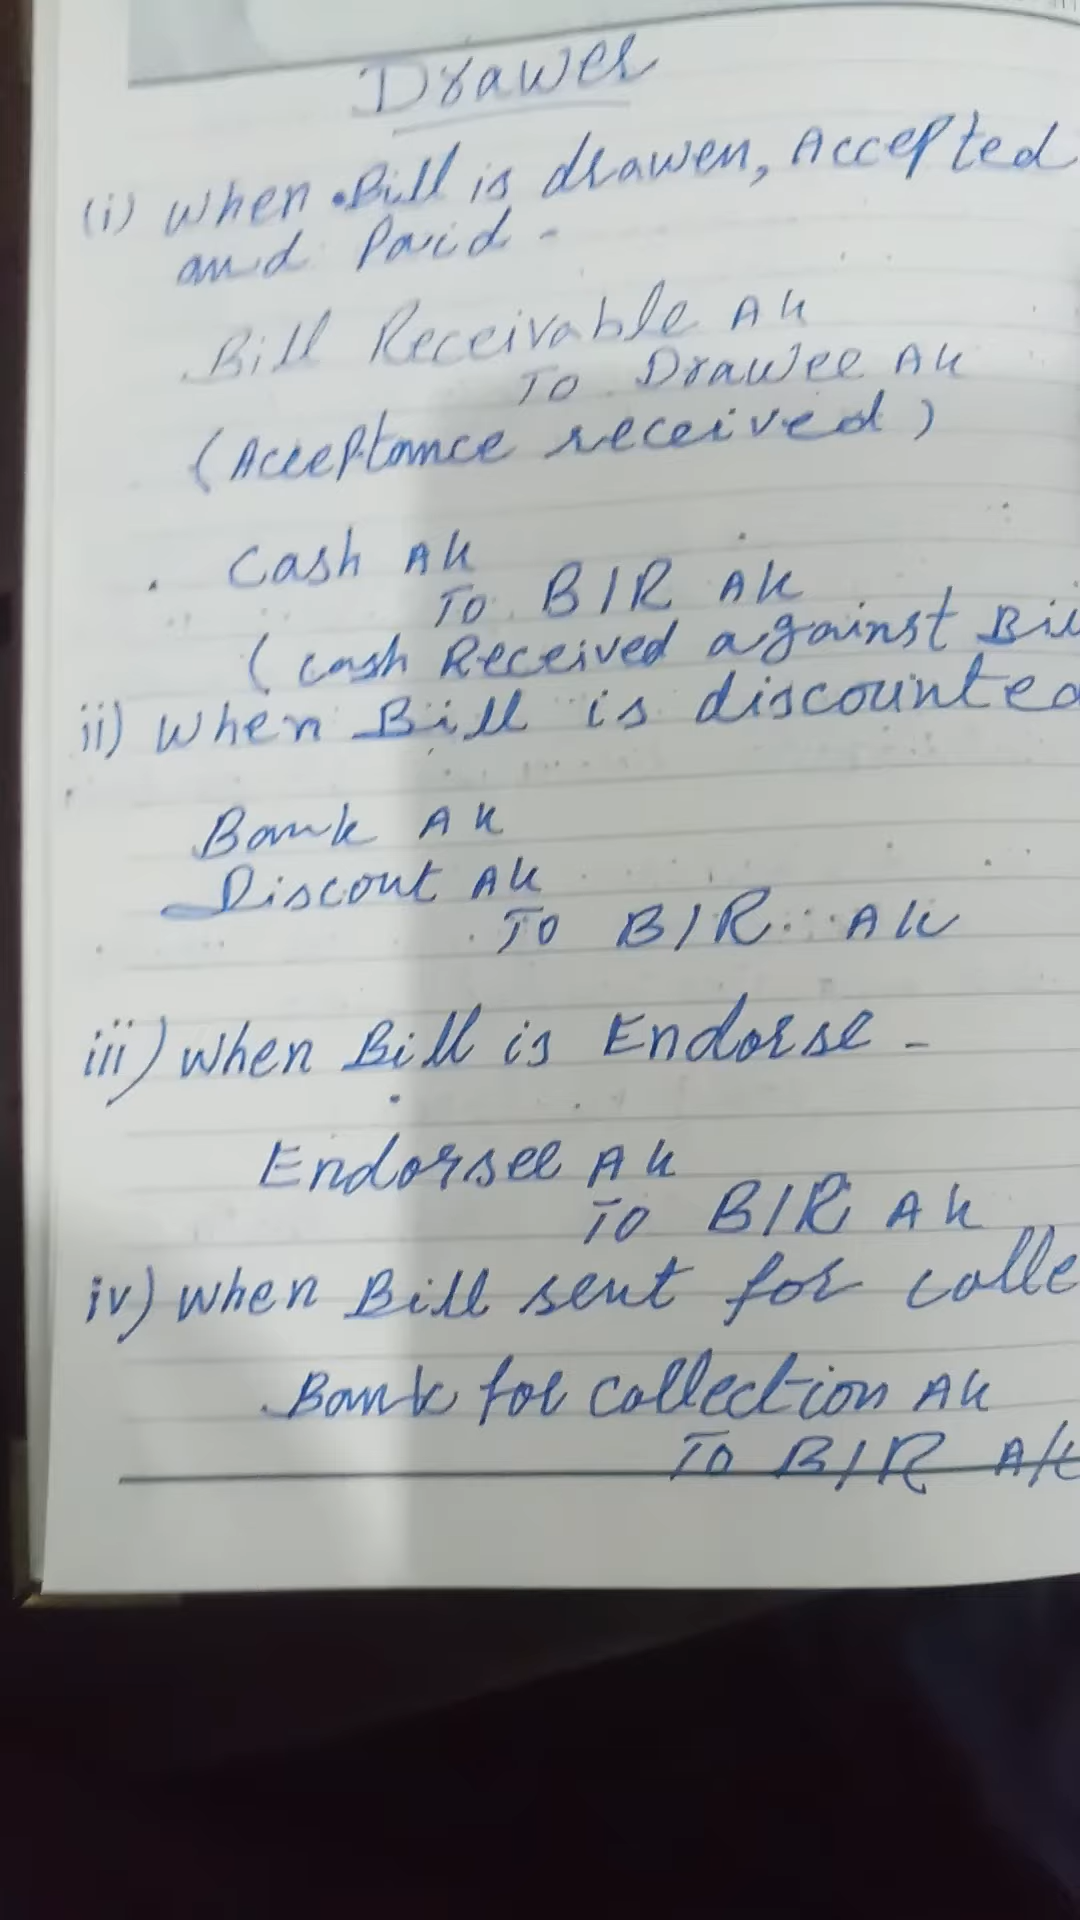 Drawer
(i) When Bill is drawen, Accepted
and Paid -
Bill Receivable A/c
To Drawee A/c
(Acceptance received)
Cash A/c
To B/R A/c
(cash Received against Bil
ii) When Bill is discounted
Bank A/c
Discout A/c
To B/R A/c
iii) When Bill is Endorse -
Endorsee A/c
To B/R A/c
iv) When Bill sent for colle
Bank for collection A/c
To B/R A/c